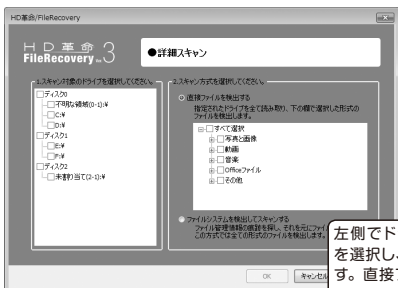 HD革命/FileRecovery
HD革命
FileRecovery Ver.3
●詳細スキャン
1.スキャン対象のドライブを選択してください。
ディスク0
不明な領域(0-1):¥
C:¥
D:¥
ディスク1
E:¥
F:¥
ディスク2
未割り当て(2-1):¥
2.スキャン方式を選択してください。
直接ファイルを検出する
指定されたドライブを全て読み取り、下の欄で選択した形式の
ファイルを検出します。
すべて選択
写真と画像
動画
音楽
Officeファイル
その他
ファイルシステムを検出してスキャンする
ファイル管理情報の痕跡を探し、それを元にファイ
この方式では全ての形式のファイルを検出します。
OK
キャンセル
左側でド
を選択し、
す。直接フ